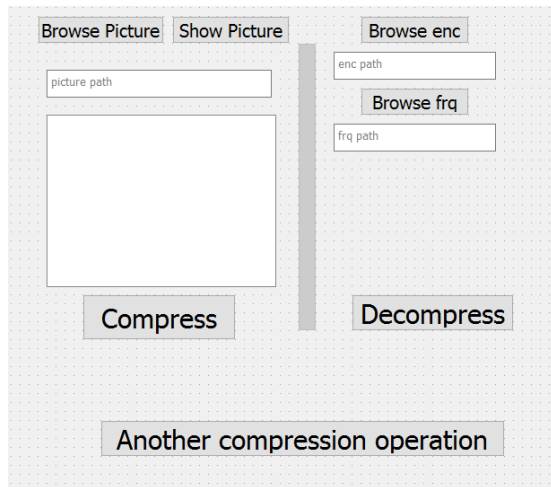 Browse Picture
Show Picture
picture path
Compress
Browse enc
enc path
Browse frq
frq path
Decompress
Another compression operation